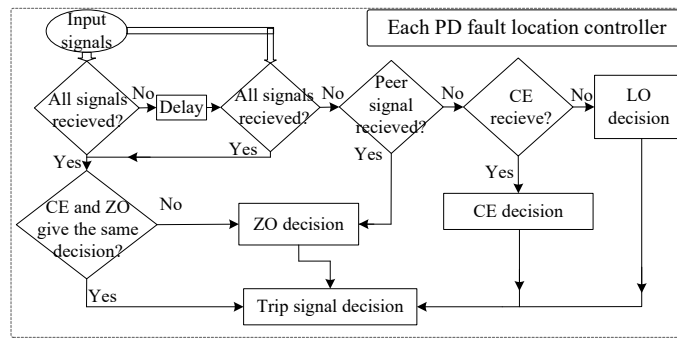 Input
signals
Each PD fault location controller
All signals
recieved?
No
Delay
All signals
recieved?
No
Peer
signal
recieved?
No
CE
recieve?
No
LO
decision
Yes
Yes
Yes
Yes
CE and ZO
give the same
decision?
No
ZO decision
CE decision
Yes
Trip signal decision